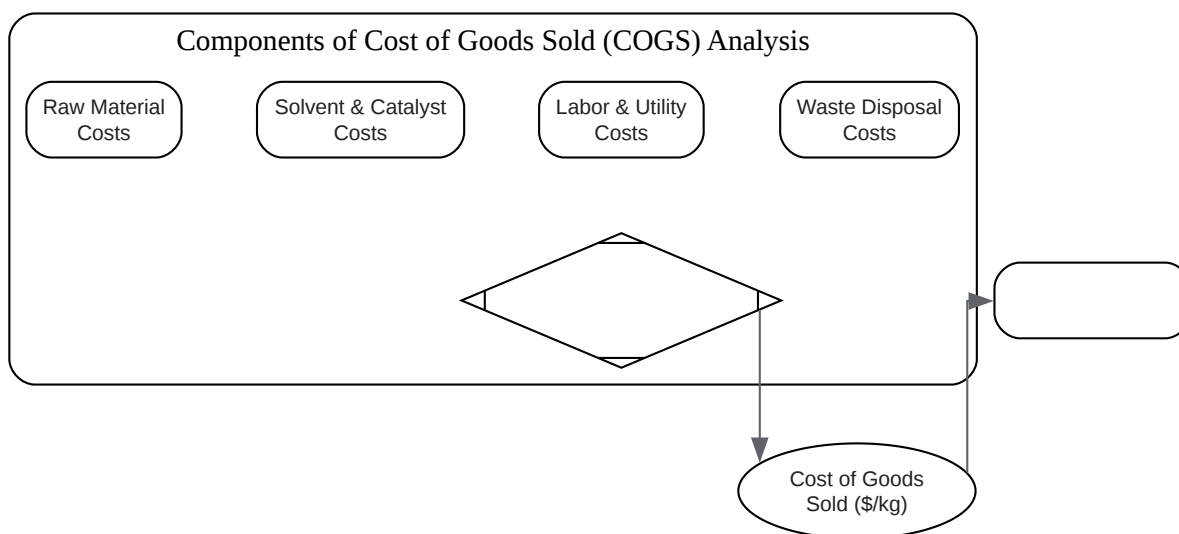 Components of Cost of Goods Sold (COGS) Analysis
Raw Material
Costs
Solvent & Catalyst
Costs
Labor & Utility
Costs
Waste Disposal
Costs
Cost of Goods
Sold ($/kg)